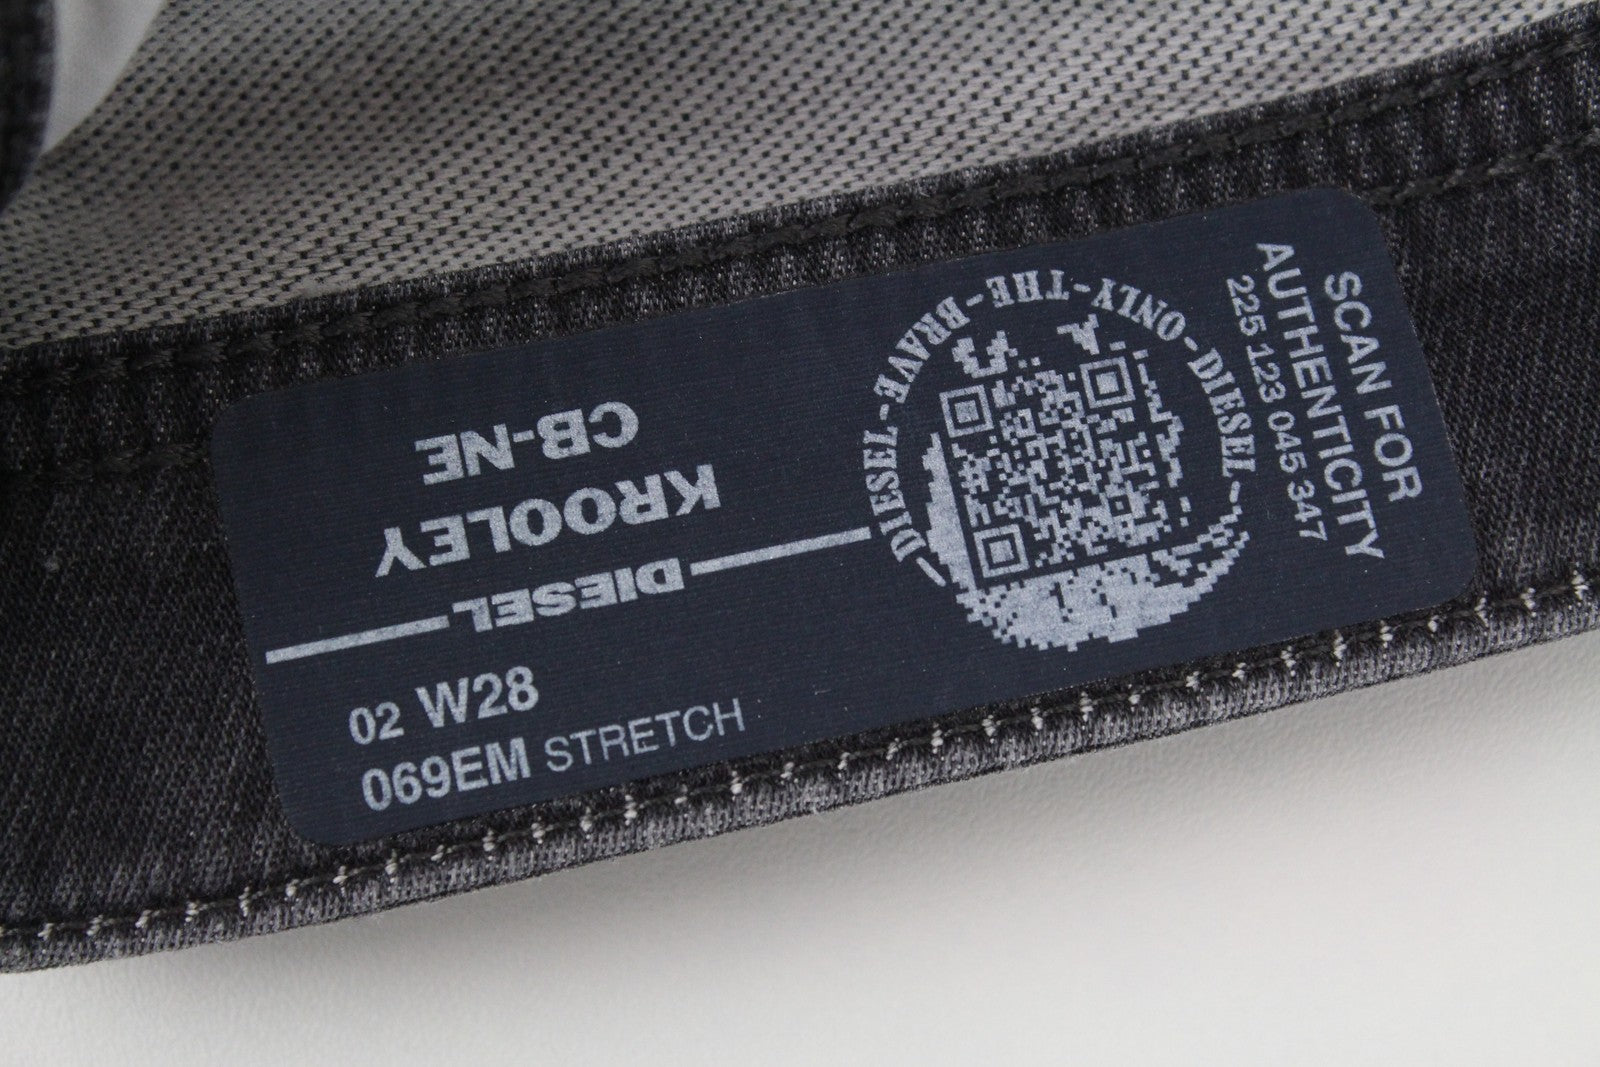 KROOLEY
CB-NE
DIESEL
02 W28
069EM STRETCH
DIESEL-BRAVE-THE-ONLY-DIESEL-
SCAN FOR
AUTHENTICITY
225 123 045 347